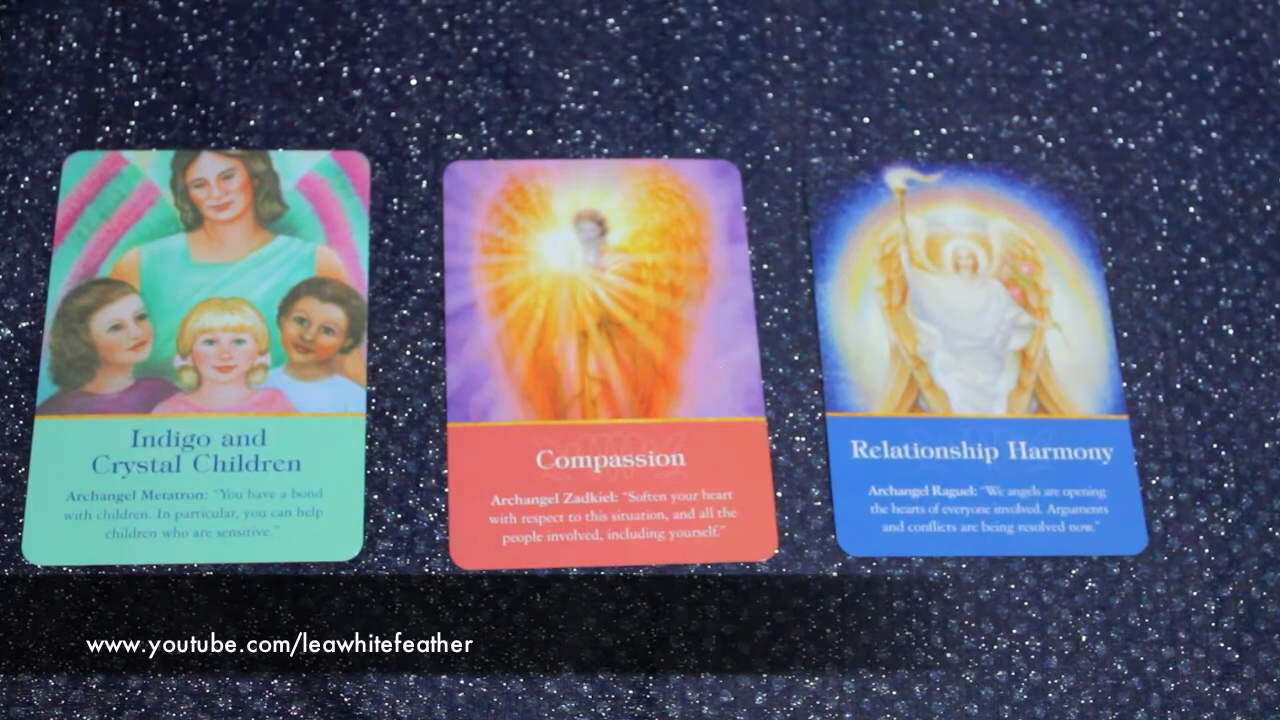 Indigo and
Crystal Children
Archangel Metatron: "You have a bond
with children. In particular, you can help
children who are sensitive."
Compassion
Archangel Zadkiel: "Soften your heart
with respect to this situation, and all the
people involved, including yourself."
Relationship Harmony
Archangel Raguel: "We angels are opening
the hearts of everyone involved. Arguments
and conflicts are being resolved now."
www.youtube.com/leawhitefeather